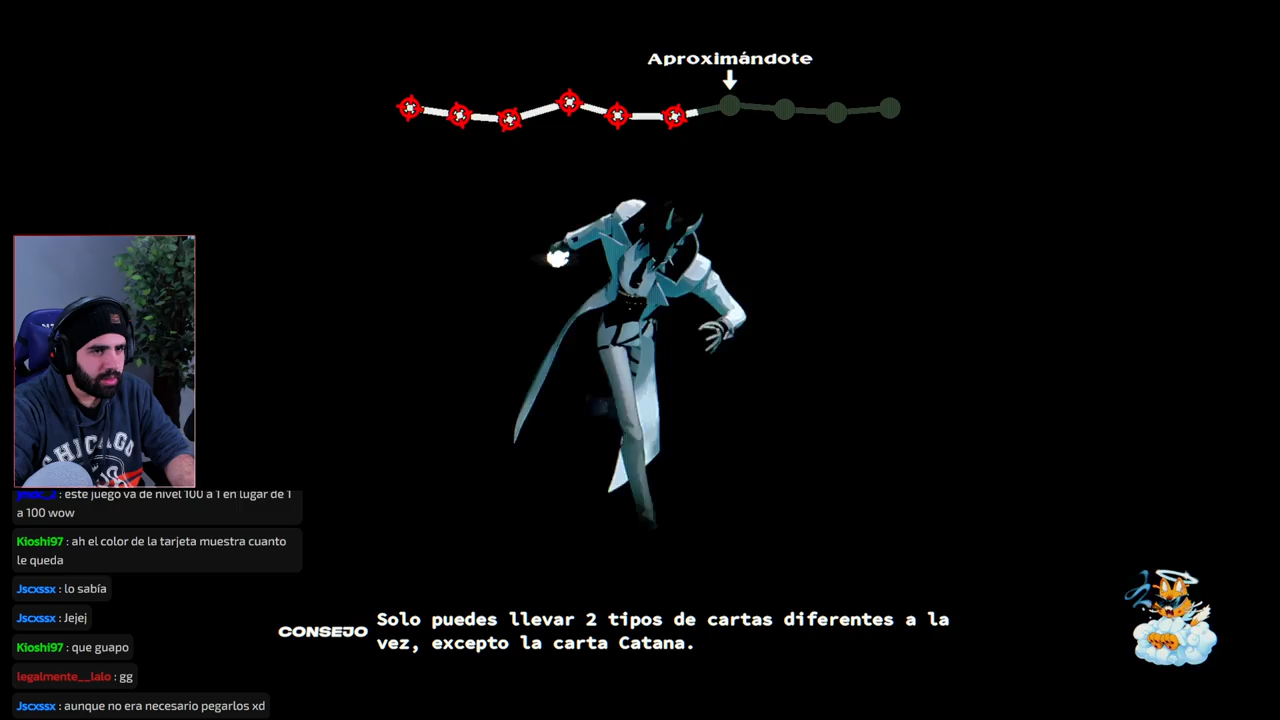 Aproximándote
CHICAGO
: este juego va de nivel 100 a 1 en lugar de 1
a 100 wow
Kioshi97 : ah el color de la tarjeta muestra cuanto
le queda
Jscxssx : lo sabía
Jscxssx : Jejej
Kioshi97 : que guapo
legalmente__lalo : gg
Jscxssx : aunque no era necesario pegarlos xd
CONSEJO
Solo puedes llevar 2 tipos de cartas diferentes a la
vez, excepto la carta Catana.